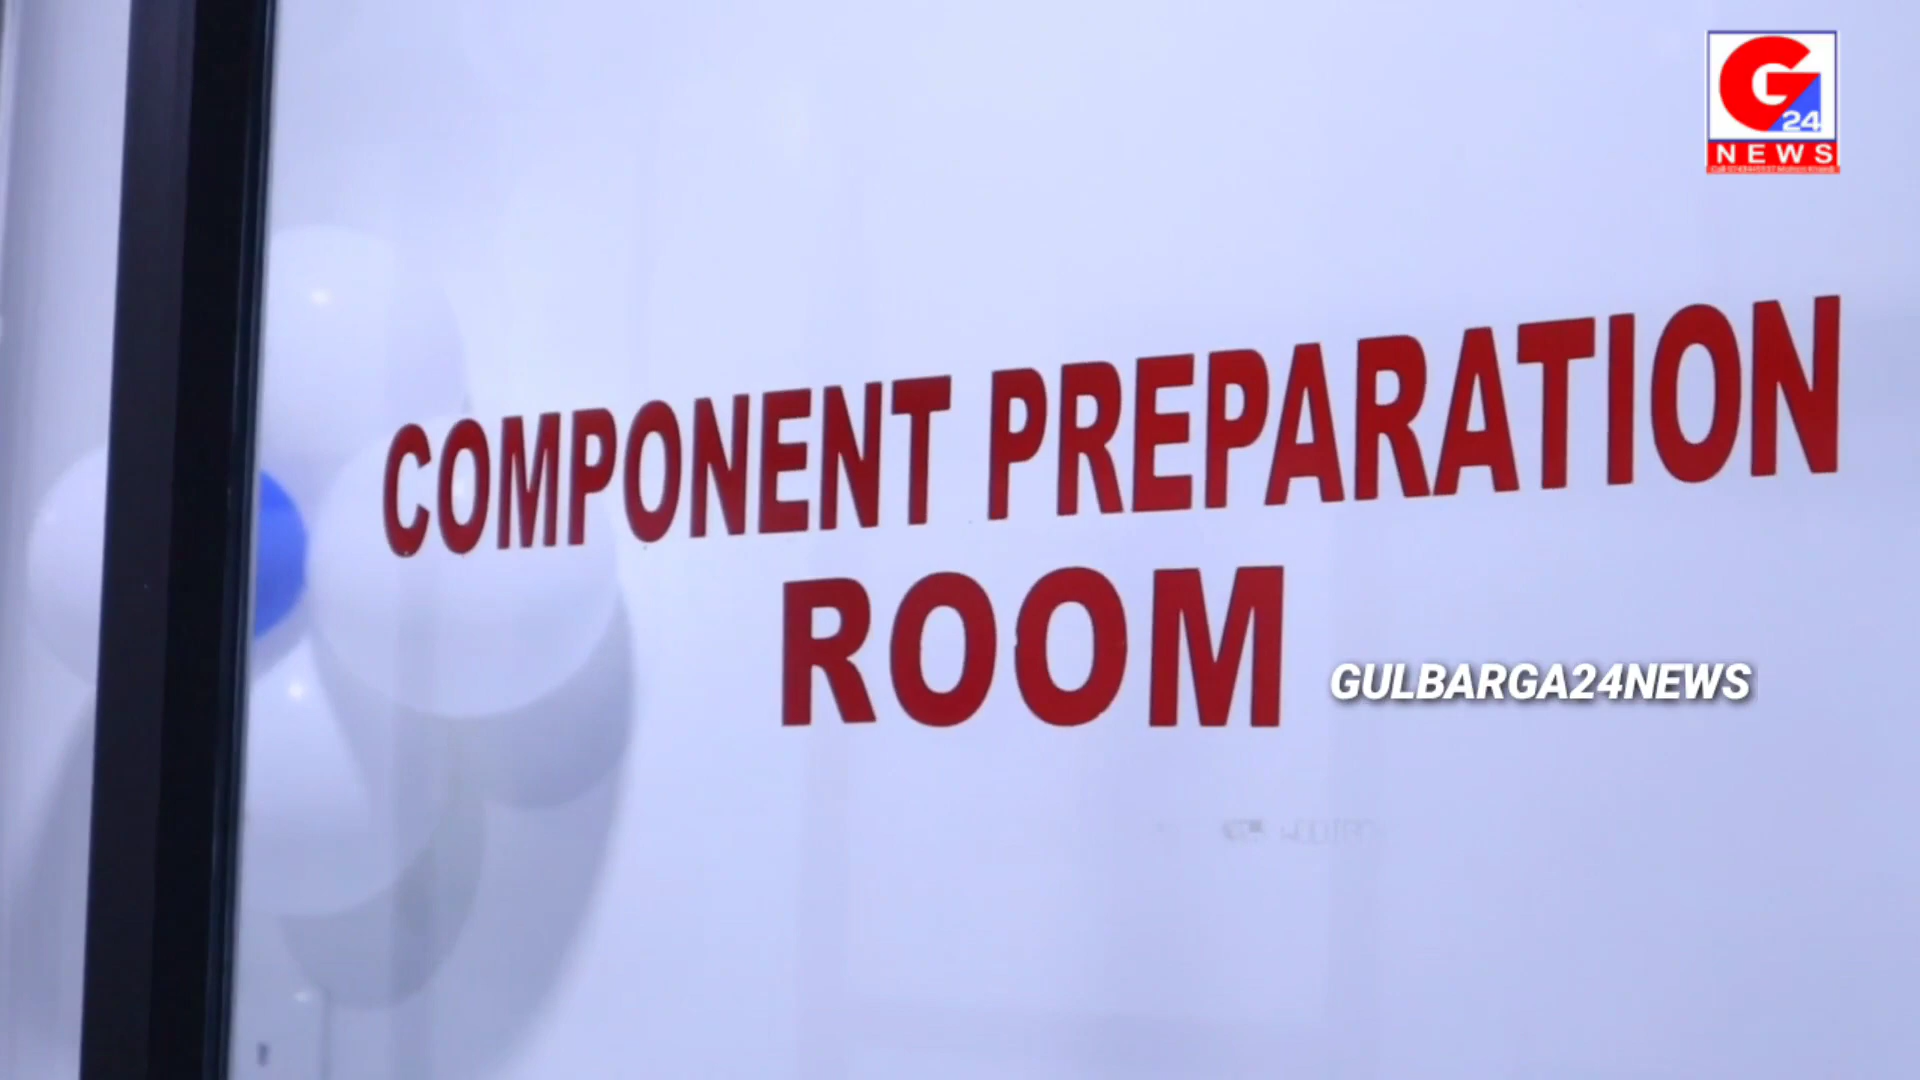 G
24
NEWS
COMPONENT PREPARATION
ROOM
GULBARGA24NEWS